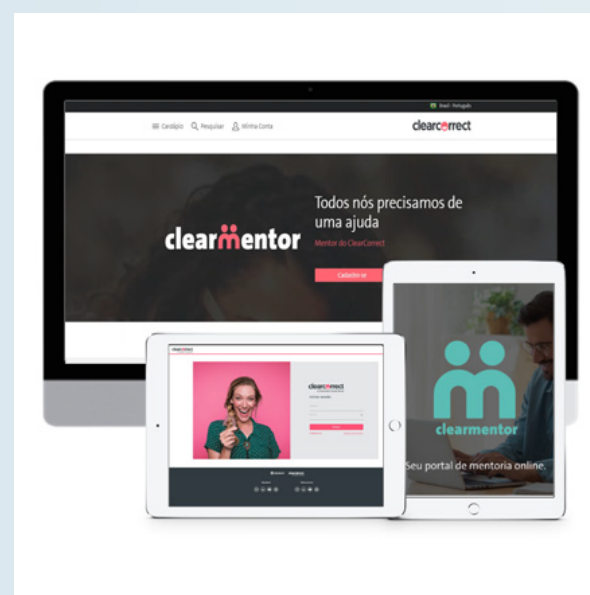 Brasil - Português
Cardápio Pesquisar Minha Conta
clearcorrect
Todos nós precisamos de
uma ajuda
clearmentor
Mentor do ClearCorrect
Cadastre-se
clearcorrect
clearcorrect
clearmentor
Seu portal de mentoria online.